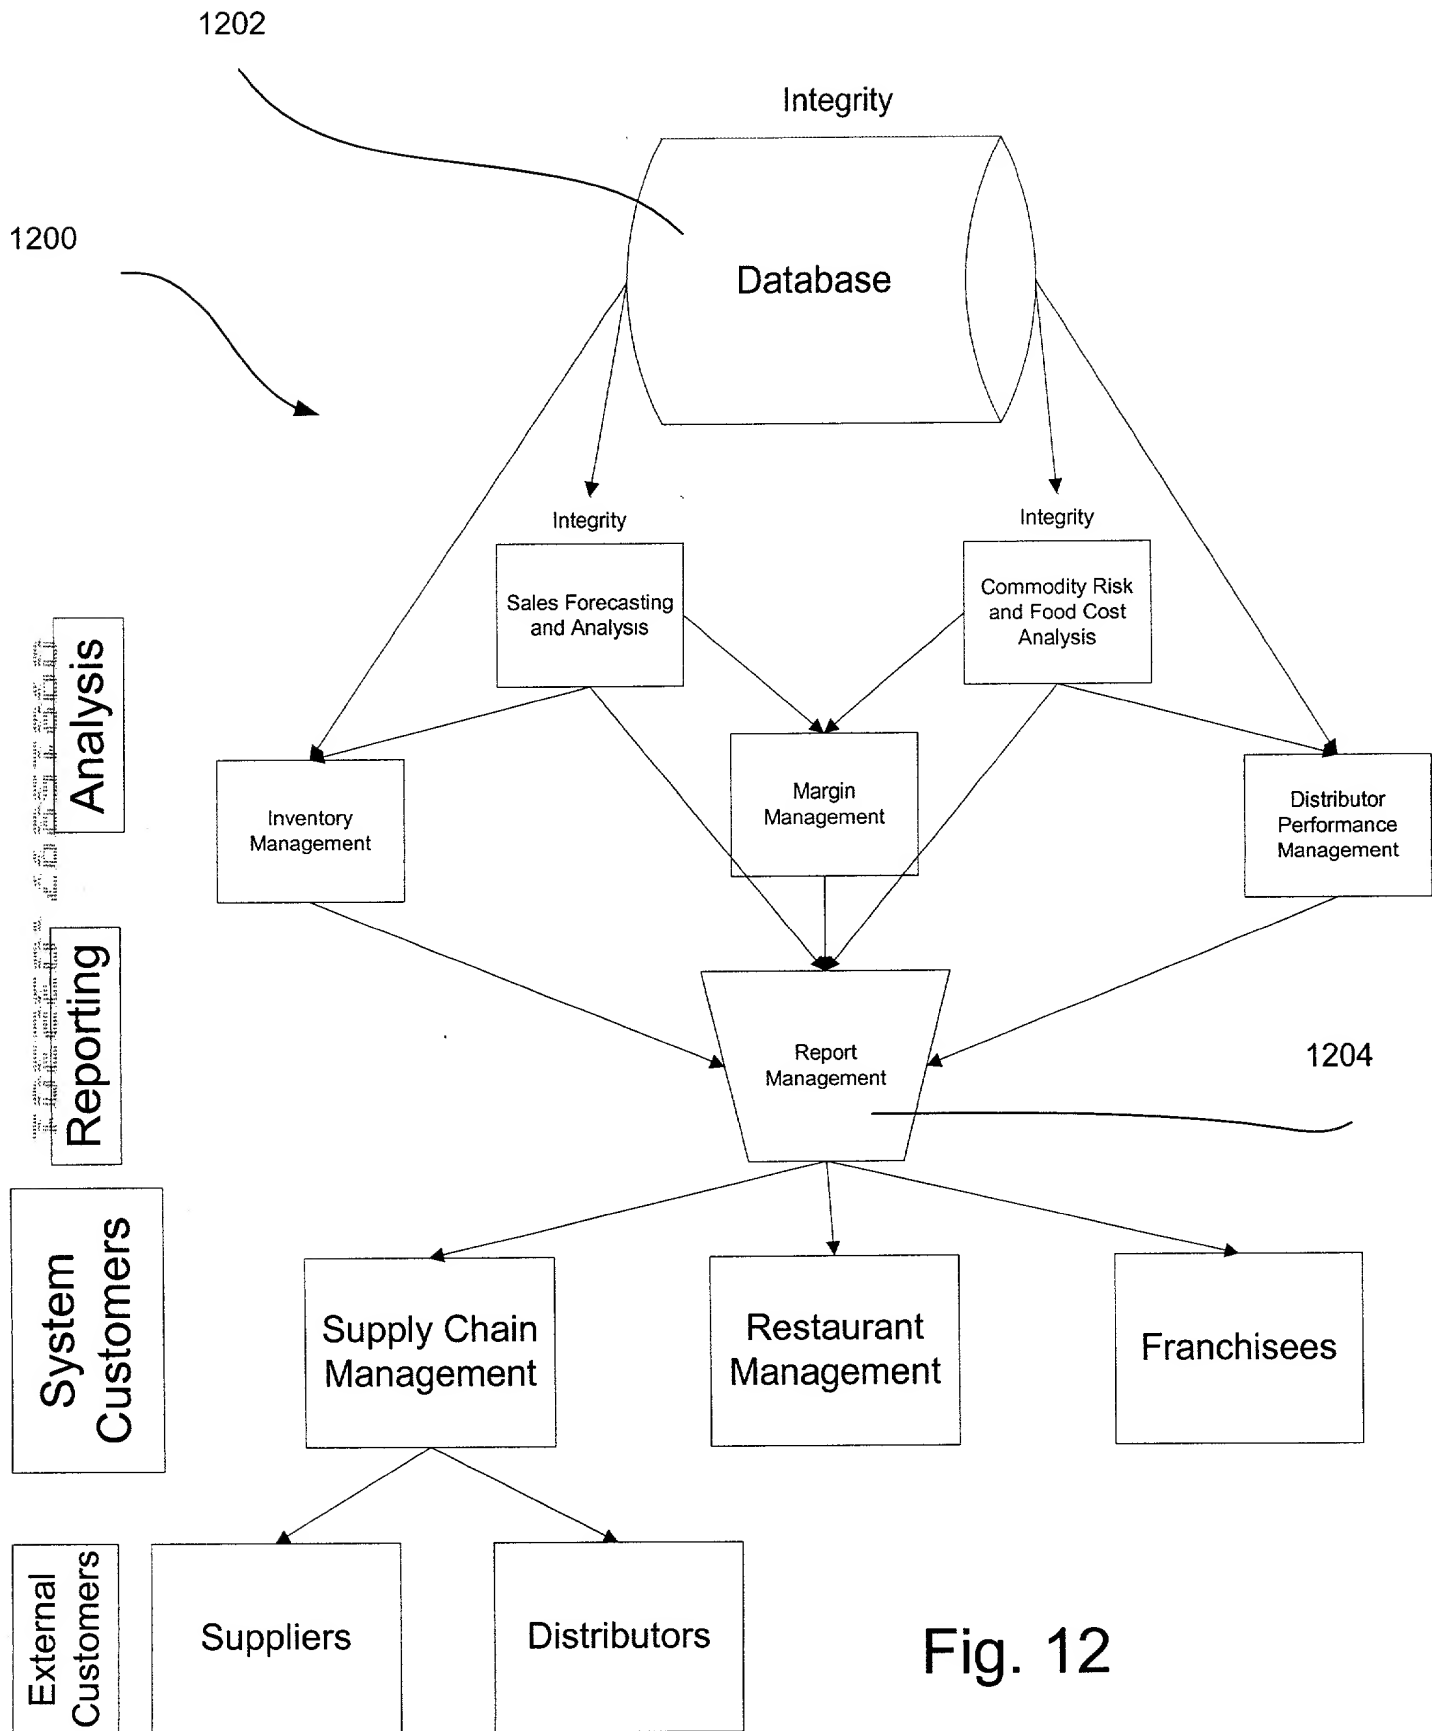 1202
Integrity
1200
Database
Integrity
Integrity
Sales Forecasting
and Analysis
Commodity Risk
and Food Cost
Analysis
Analysis
Inventory
Management
Margin
Management
Distributor
Performance
Management
Reporting
Report
Management
1204
System
Customers
Supply Chain
Management
Restaurant
Management
Franchisees
External
Customers
Suppliers
Distributors
Fig. 12